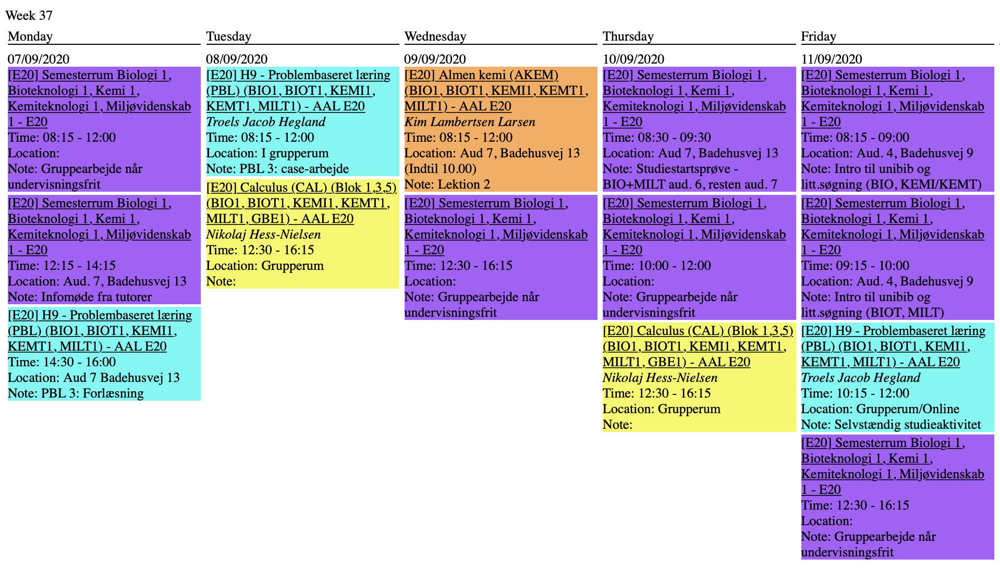 Week 37
Monday
07/09/2020
[E20] Semesterrum Biologi 1,
Bioteknologi 1, Kemi 1,
Kemiteknologi 1, Miljøvidenskab
1 - E20
Time: 08:15 - 12:00
Location:
Note: Gruppearbejde når
undervisningsfrit
[E20] Semesterrum Biologi 1,
Bioteknologi 1, Kemi 1,
Kemiteknologi 1, Miljøvidenskab
1 - E20
Time: 12:15 - 14:15
Location: Aud. 7, Badehusvej 13
Note: Infomøde fra tutorer
[E20] H9 - Problembaseret læring
(PBL) (BIO1, BIOT1, KEMI1,
KEMT1, MILT1) - AAL E20
Time: 14:30 - 16:00
Location: Aud 7 Badehusvej 13
Note: PBL 3: Forlæsning
Tuesday
08/09/2020
[E20] H9 - Problembaseret læring
(PBL) (BIO1, BIOT1, KEMI1,
KEMT1, MILT1) - AAL E20
Troels Jacob Hegland
Time: 08:15 - 12:00
Location: I grupperum
Note: PBL 3: case-arbejde
[E20] Calculus (CAL) (Blok 1,3,5)
(BIO1, BIOT1, KEMI1, KEMT1,
MILT1, GBE1) - AAL E20
Nikolaj Hess-Nielsen
Time: 12:30 - 16:15
Location: Grupperum
Note:
Wednesday
09/09/2020
[E20] Almen kemi (AKEM)
(BIO1, BIOT1, KEMI1, KEMT1,
MILT1) - AAL E20
Kim Lambertsen Larsen
Time: 08:15 - 12:00
Location: Aud 7, Badehusvej 13
(Indtil 10.00)
Note: Lektion 2
[E20] Semesterrum Biologi 1,
Bioteknologi 1, Kemi 1,
Kemiteknologi 1, Miljøvidenskab
1 - E20
Time: 12:30 - 16:15
Location:
Note: Gruppearbejde når
undervisningsfrit
Thursday
10/09/2020
[E20] Semesterrum Biologi 1,
Bioteknologi 1, Kemi 1,
Kemiteknologi 1, Miljøvidenskab
1 - E20
Time: 08:30 - 09:30
Location: Aud 7, Badehusvej 13
Note: Studiestartsprøve -
BIO+MILT aud. 6, resten aud. 7
[E20] Semesterrum Biologi 1,
Bioteknologi 1, Kemi 1,
Kemiteknologi 1, Miljøvidenskab
1 - E20
Time: 10:00 - 12:00
Location:
Note: Gruppearbejde når
undervisningsfrit
[E20] Calculus (CAL) (Blok 1,3,5)
(BIO1, BIOT1, KEMI1, KEMT1,
MILT1, GBE1) - AAL E20
Nikolaj Hess-Nielsen
Time: 12:30 - 16:15
Location: Grupperum
Note:
Friday
11/09/2020
[E20] Semesterrum Biologi 1,
Bioteknologi 1, Kemi 1,
Kemiteknologi 1, Miljøvidenskab
1 - E20
Time: 08:15 - 09:00
Location: Aud. 4, Badehusvej 9
Note: Intro til unibib og
litt.søgning (BIO, KEMI/KEMT)
[E20] Semesterrum Biologi 1,
Bioteknologi 1, Kemi 1,
Kemiteknologi 1, Miljøvidenskab
1 - E20
Time: 09:15 - 10:00
Location: Aud. 4, Badehusvej 9
Note: Intro til unibib og
litt.søgning (BIOT, MILT)
[E20] H9 - Problembaseret læring
(PBL) (BIO1, BIOT1, KEMI1,
KEMT1, MILT1) - AAL E20
Troels Jacob Hegland
Time: 10:15 - 12:00
Location: Grupperum/Online
Note: Selvstændig studieaktivitet
[E20] Semesterrum Biologi 1,
Bioteknologi 1, Kemi 1,
Kemiteknologi 1, Miljøvidenskab
1 - E20
Time: 12:30 - 16:15
Location:
Note: Gruppearbejde når
undervisningsfrit